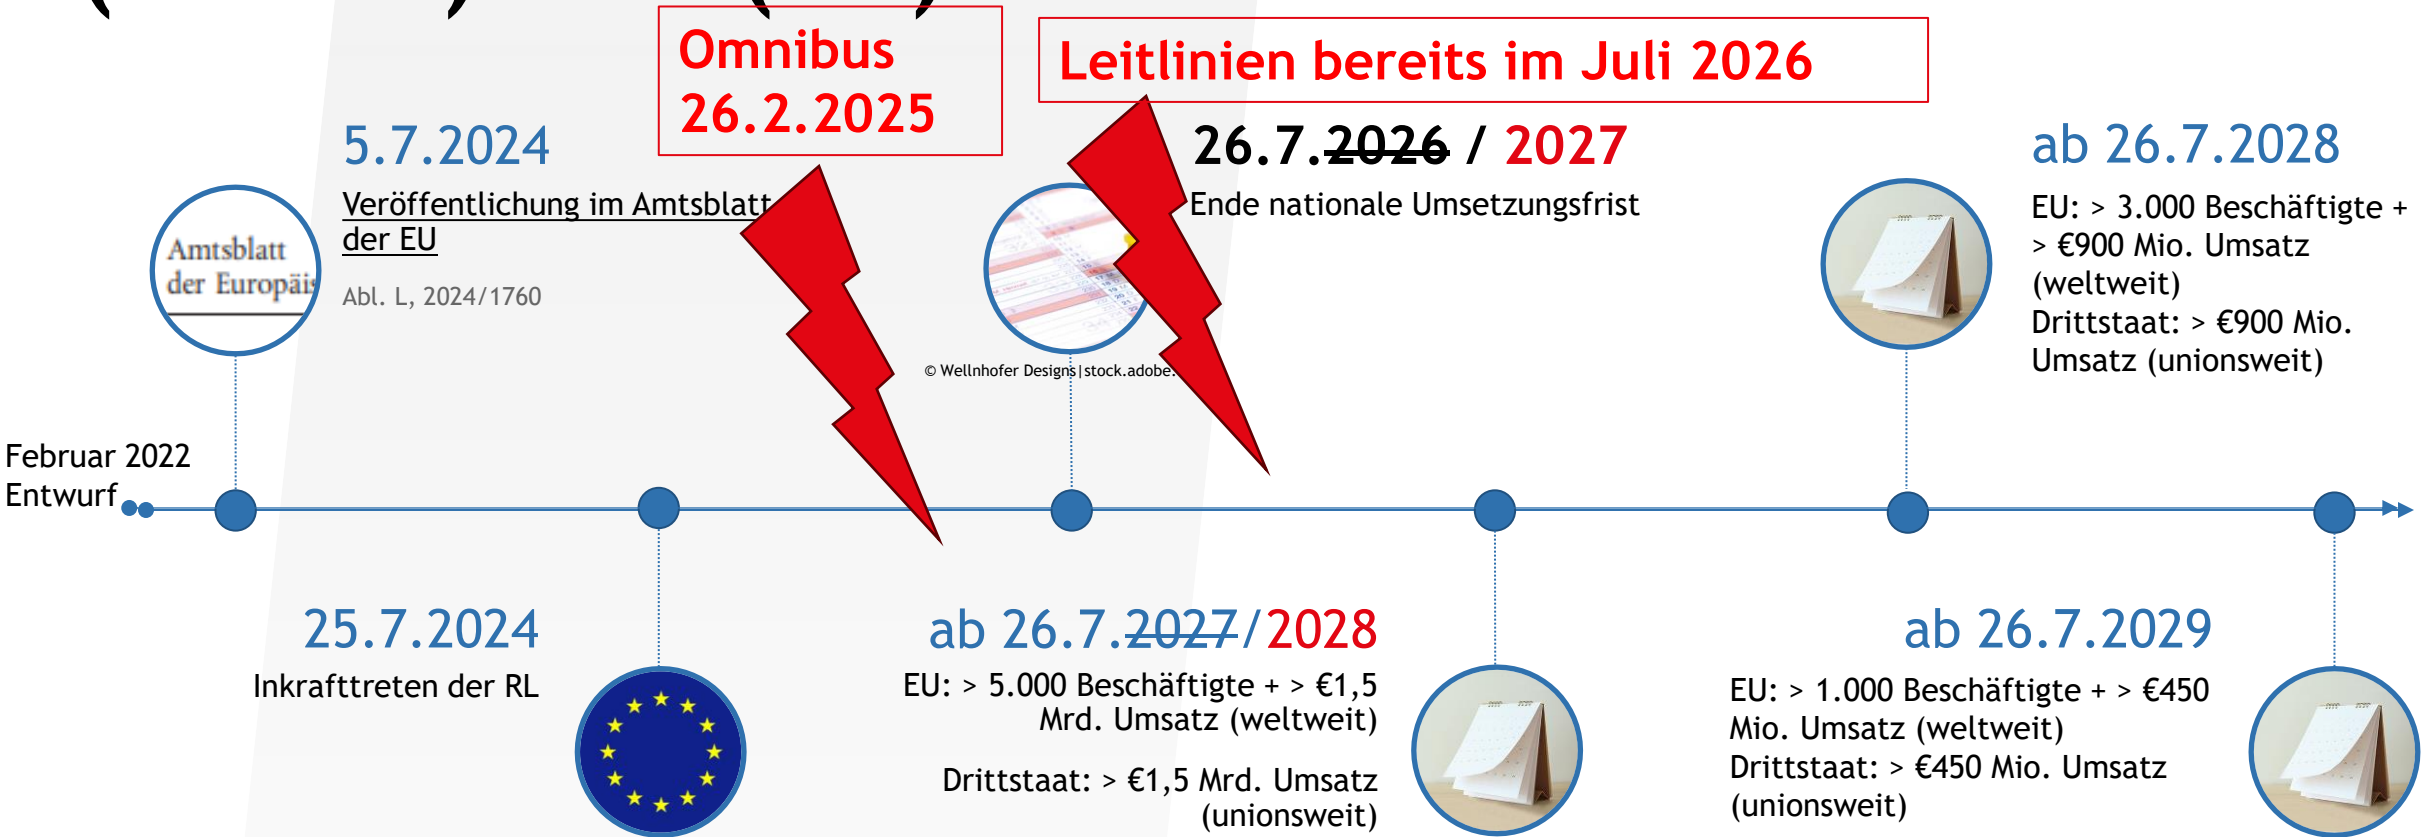 Omnibus
26.2.2025
Leitlinien bereits im Juli 2026
5.7.2024
Veröffentlichung im Amtsblatt
der EU
Abl. L, 2024/1760
Amtsblatt
der Europäis
26.7.2026 / 2027
Ende nationale Umsetzungsfrist
© Wellnhofer Designs|stock.adobe.
ab 26.7.2028
EU: > 3.000 Beschäftigte +
> €900 Mio. Umsatz
(weltweit)
Drittstaat: > €900 Mio.
Umsatz (unionsweit)
Februar 2022
Entwurf
25.7.2024
Inkrafttreten der RL
ab 26.7.2027/2028
EU: > 5.000 Beschäftigte + > €1,5
Mrd. Umsatz (weltweit)
Drittstaat: > €1,5 Mrd. Umsatz
(unionsweit)
ab 26.7.2029
EU: > 1.000 Beschäftigte + > €450
Mio. Umsatz (weltweit)
Drittstaat: > €450 Mio. Umsatz
(unionsweit)